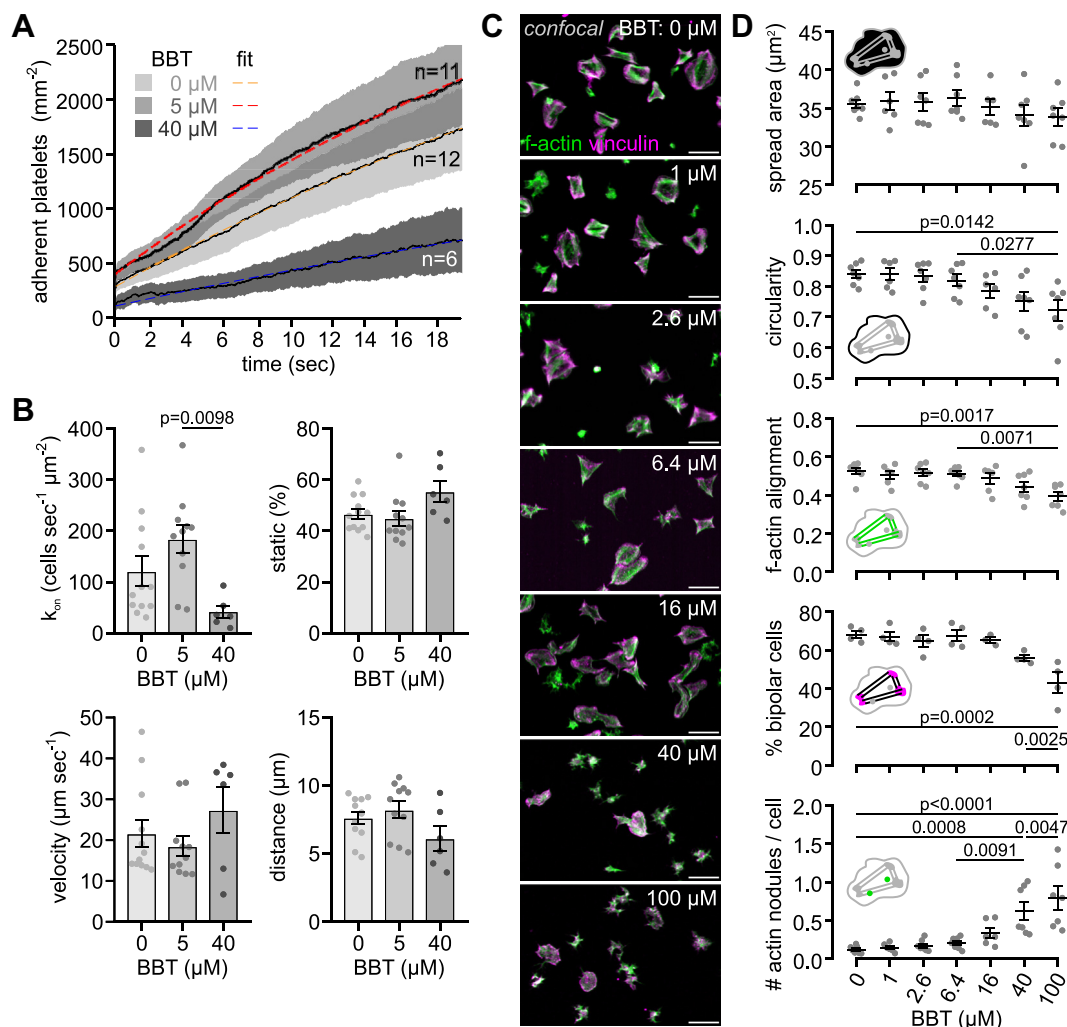 A
adherent platelets (mm-2)
2500
2000
1500
1000
500
0
BBT fit
0 µM
5 µM
40 µM
n=11
n=12
n=6
0 2 4 6 8 10 12 14 16 18
time (sec)
B
p=0.0098
kon (cells sec-1 µm-2)
400
300
200
100
0
0 5 40
BBT (µM)
static (%)
80
60
40
20
0
0 5 40
BBT (µM)
velocity (µm sec-1)
50
40
30
20
10
0
0 5 40
BBT (µM)
distance (µm)
15
10
5
0
0 5 40
BBT (µM)
C
confocal BBT: 0 µM
f-actin vinculin
1 µM
2.6 µM
6.4 µM
16 µM
40 µM
100 µM
D
spread area (µm2)
45
40
35
30
25
circularity
p=0.0142
0.0277
1.0
0.9
0.8
0.7
0.6
0.5
f-actin alignment
p=0.0017
0.0071
0.8
0.6
0.4
0.2
0.0
% bipolar cells
80
60
40
20
0
p=0.0002
0.0025
# actin nodules / cell
2.0
1.5
1.0
0.5
0.0
p<0.0001
0.0008 0.0047
0.0091
0 1 2.6 6.4 16 40 100
BBT (µM)